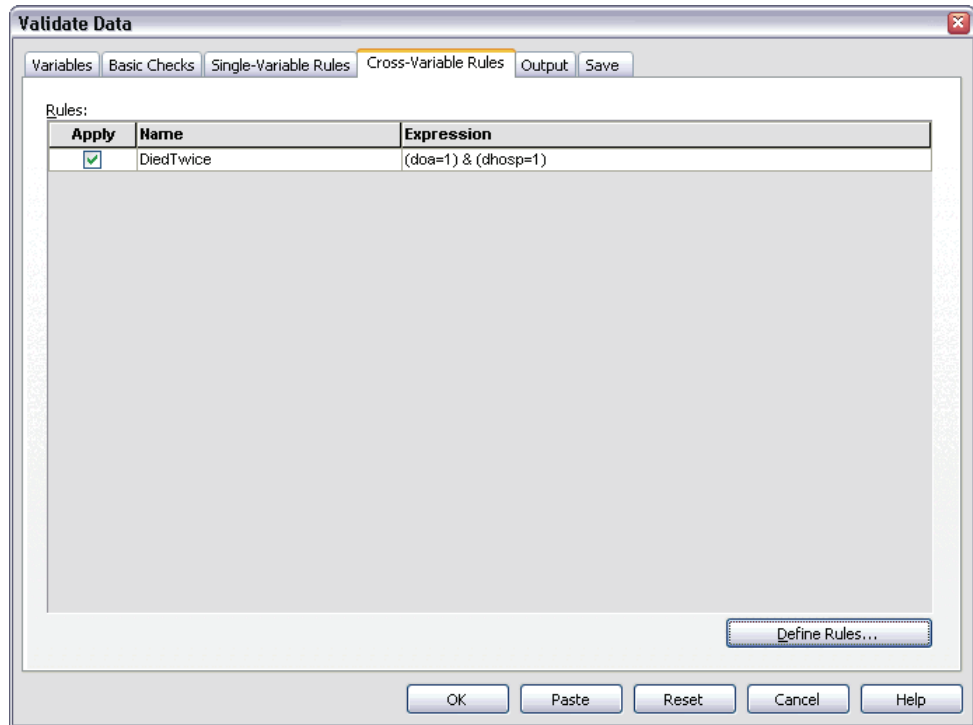 Validate Data
Variables Basic Checks Single-Variable Rules Cross-Variable Rules Output Save
Rules:
Apply Name Expression
DiedTwice (doa=1) & (dhosp=1)
Define Rules...
OK Paste Reset Cancel Help